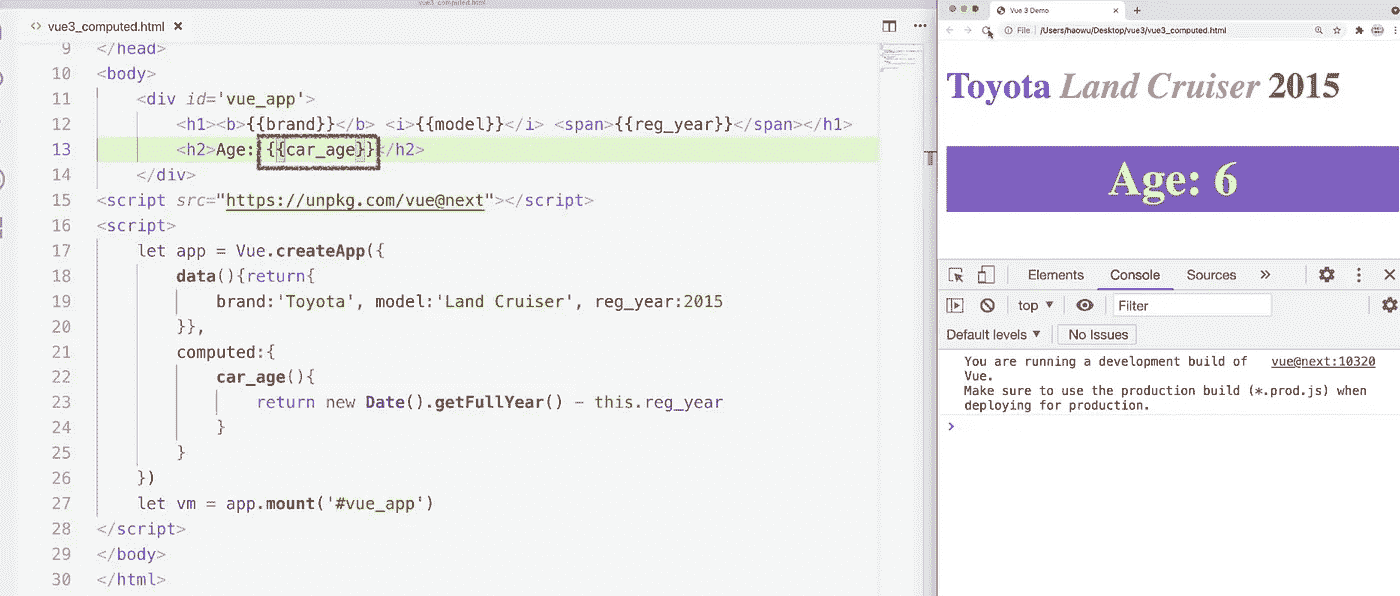 vue3_computed.html
<> vue3_computed.html ×
9 </head>
10 <body>
11 <div id='vue_app'>
12 <h1><b>{{brand}}</b> <i>{{model}}</i> <span>{{reg_year}}</span></h1>
13 <h2>Age: {{car_age}}</h2>
14 </div>
15 <script src="https://unpkg.com/vue@next"></script>
16 <script>
17 let app = Vue.createApp({
18 data(){return{
19 brand:'Toyota', model:'Land Cruiser', reg_year:2015
20 }},
21 computed:{
22 car_age(){
23 return new Date().getFullYear() - this.reg_year
24 }
25 }
26 })
27 let vm = app.mount('#vue_app')
28 </script>
29 </body>
30 </html>
Vue 3 Demo
File /Users/haowu/Desktop/vue3/vue3_computed.html
Toyota Land Cruiser 2015
Age: 6
Elements Console Sources »
top Filter
Default levels No Issues
You are running a development build of vue@next:10320
Vue.
Make sure to use the production build (*.prod.js) when
deploying for production.
>